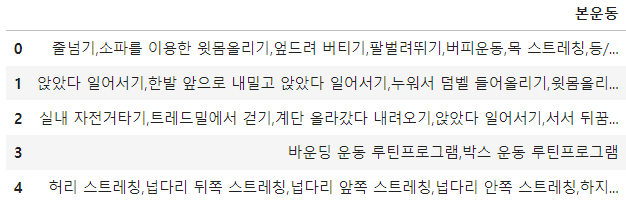 본운동
0 줄넘기,소파를 이용한 윗몸올리기,엎드려 버티기,팔벌려뛰기,버피운동,목 스트레칭,등/...
1 앉았다 일어서기,한발 앞으로 내밀고 앉았다 일어서기,누워서 덤벨 들어올리기,윗몸올리...
2 실내 자전거타기,트레드밀에서 걷기,계단 올라갔다 내려오기,앉았다 일어서기,서서 뒤꿈...
3 바운딩 운동 루틴프로그램,박스 운동 루틴프로그램
4 허리 스트레칭,넙다리 뒤쪽 스트레칭,넙다리 앞쪽 스트레칭,넙다리 안쪽 스트레칭,하지...